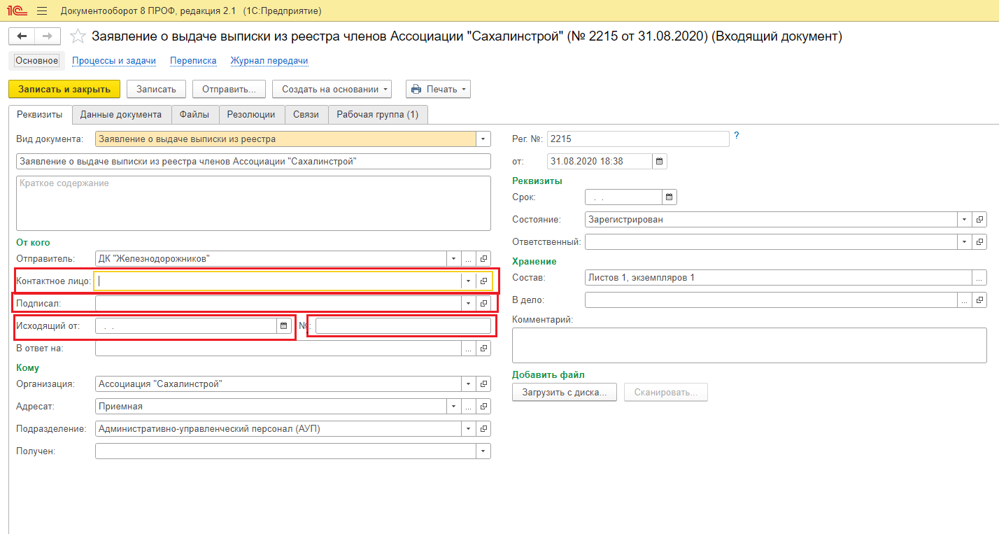 1С Документооборот 8 ПРОФ, редакция 2.1 (1С:Предприятие)
Заявление о выдаче выписки из реестра членов Ассоциации "Сахалинстрой" (№ 2215 от 31.08.2020) (Входящий документ)
Основное Процессы и задачи Переписка Журнал передачи
Записать и закрыть Записать Отправить... Создать на основании Печать
Реквизиты Данные документа Файлы Резолюции Связи Рабочая группа (1)
Вид документа: Заявление о выдаче выписки из реестра
Заявление о выдаче выписки из реестра членов Ассоциации "Сахалинстрой"
Краткое содержание
От кого
Отправитель: ДК "Железнодорожников" ...
Контактное лицо:
Подписал:
Исходящий от: . . №:
В ответ на: ...
Кому
Организация: Ассоциация "Сахалинстрой"
Адресат: Приемная ...
Подразделение: Административно-управленческий персонал (АУП)
Получен:
Рег. №: 2215 ?
от: 31.08.2020 18:38
Реквизиты
Срок: . .
Состояние: Зарегистрирован
Ответственный:
Хранение
Состав: Листов 1, экземпляров 1 ...
В дело: ...
Комментарий:
Добавить файл
Загрузить с диска... Сканировать...